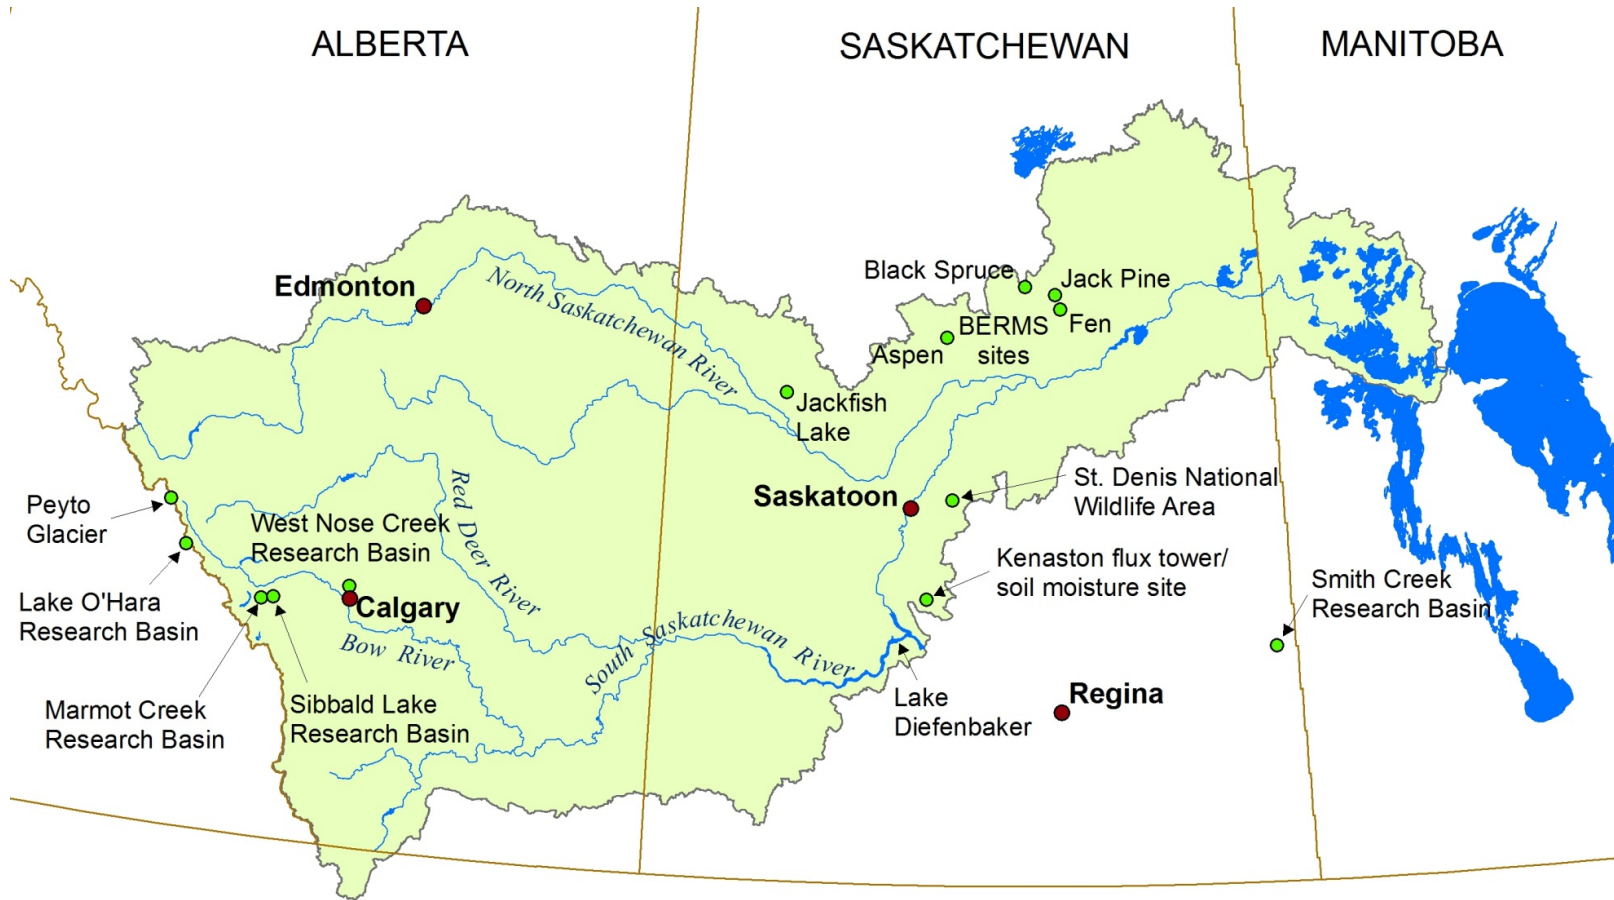 ALBERTA
SASKATCHEWAN
MANITOBA
Edmonton
North Saskatchewan River
Black Spruce
Jack Pine
BERMS
sites
Fen
Aspen
Jackfish
Lake
Peyto
Glacier
West Nose Creek
Research Basin
Red Deer River
Saskatoon
St. Denis National
Wildlife Area
Kenaston flux tower/
soil moisture site
Smith Creek
Research Basin
Lake O'Hara
Research Basin
Calgary
Bow River
South Saskatchewan River
Marmot Creek
Research Basin
Sibbald Lake
Research Basin
Lake
Diefenbaker
Regina